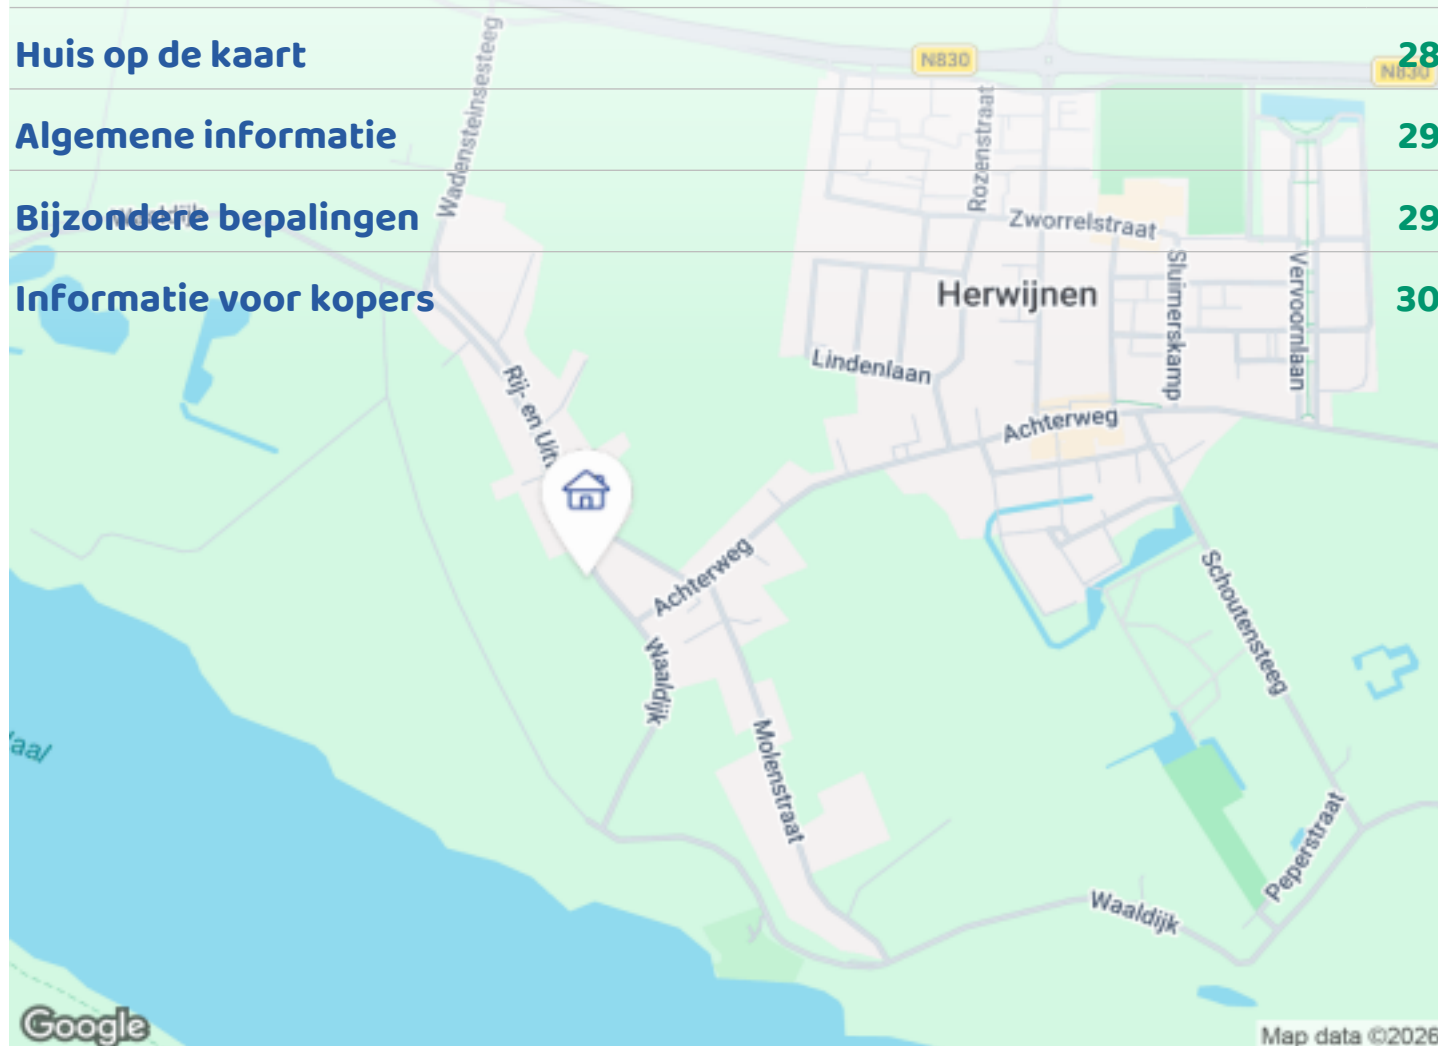 Huis op de kaart 28
Algemene informatie 29
Bijzondere bepalingen 29
Informatie voor kopers 30
N830
N830
Wadensteinsesteeg
Rozenstraat
Waaldijk
Zworrelstraat
Sluimerskamp
Vervoornlaan
Herwijnen
Lindenlaan
Rij- en Uit
Achterweg
Achterweg
Schoutensteeg
Waaldijk
Molenstraat
Peperstraat
Waaldijk
Google
Map data ©2026